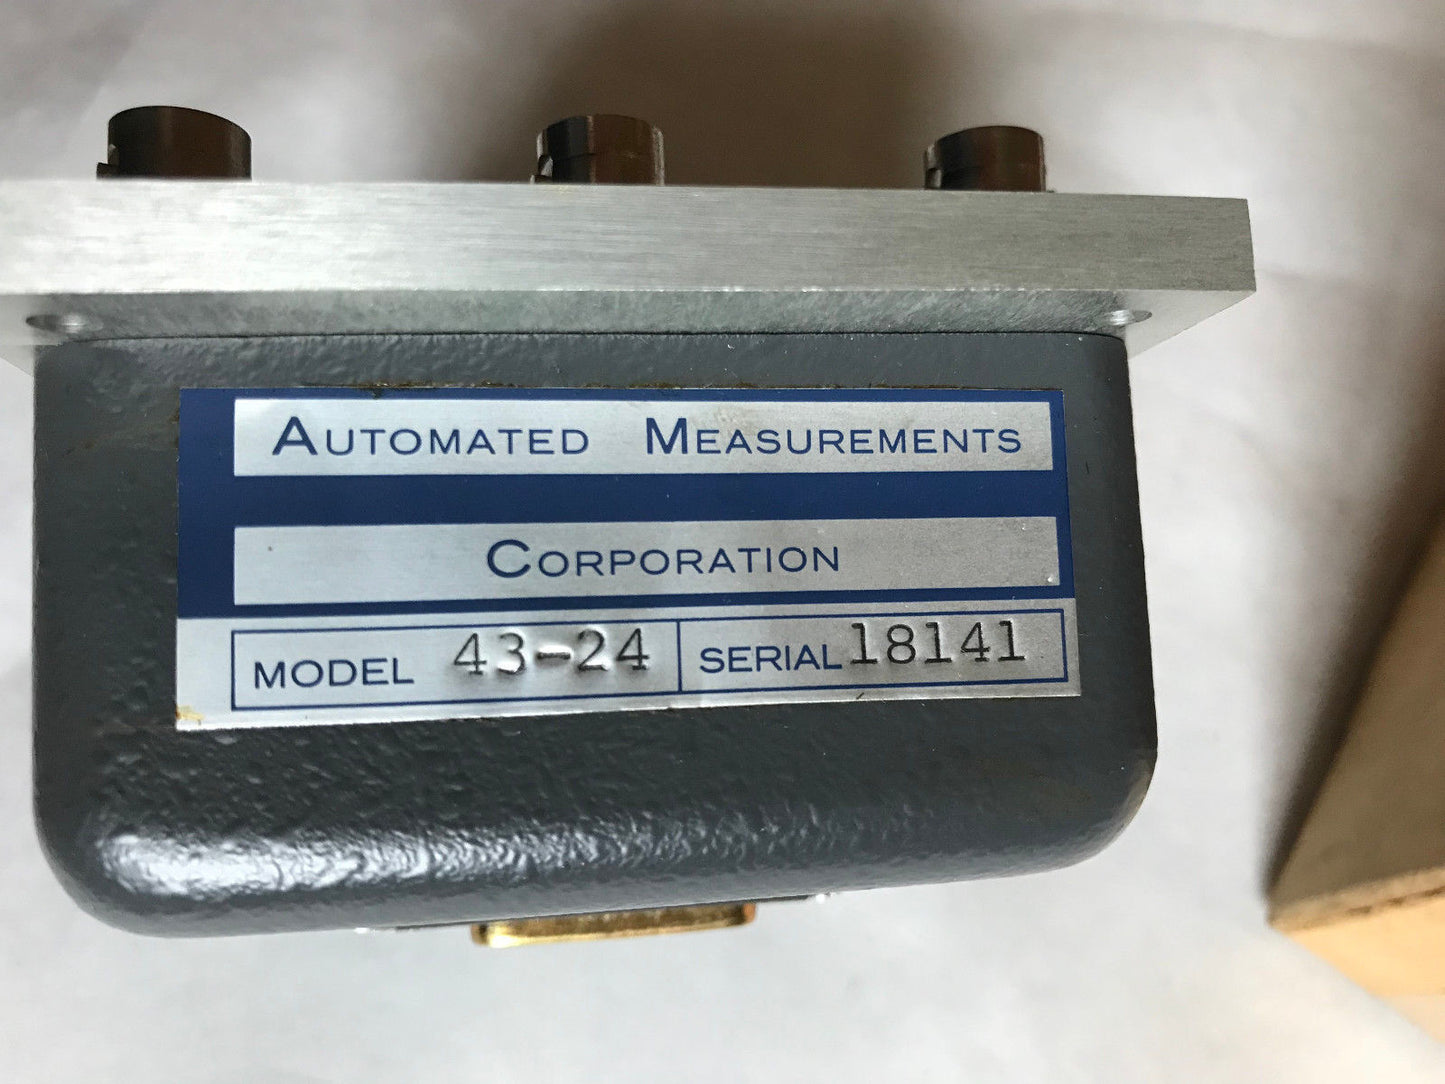 AUTOMATED MEASUREMENTS
CORPORATION
MODEL 43-24 SERIAL 18141